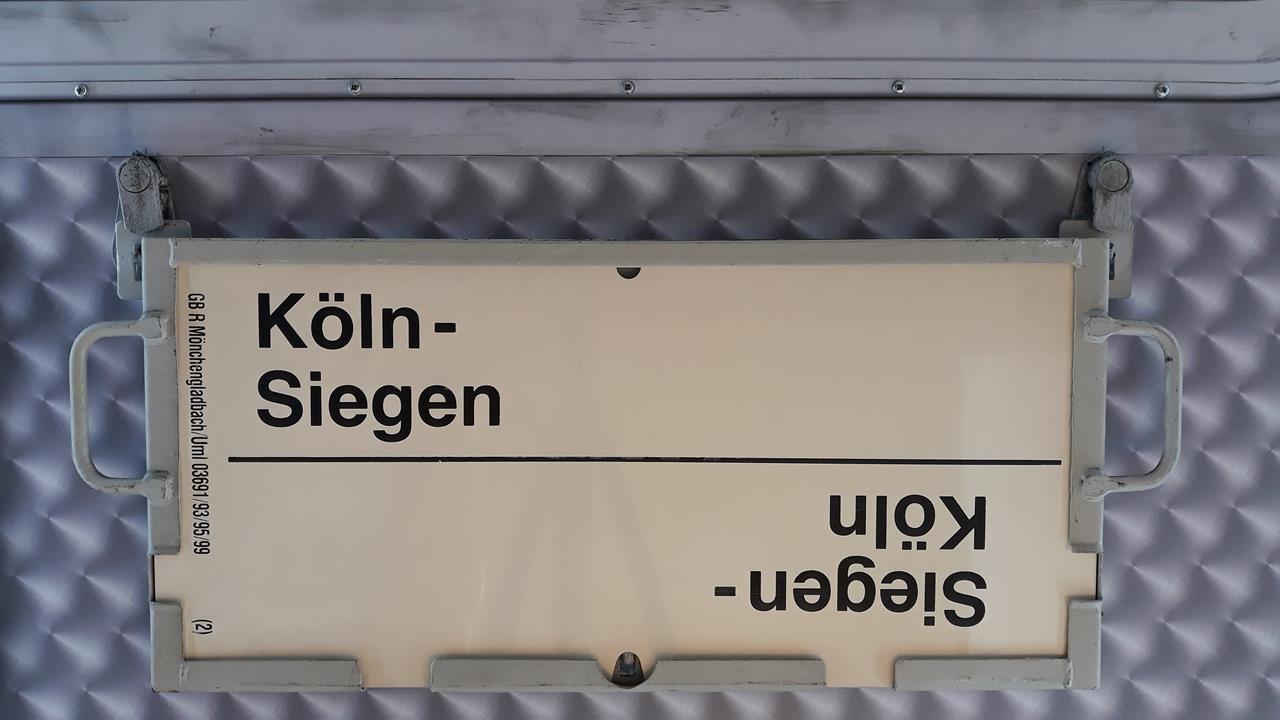 Köln-
Siegen
Siegen-
Köln
GB R Mönchengladbach/Uml 03691/93/95/99
(2)